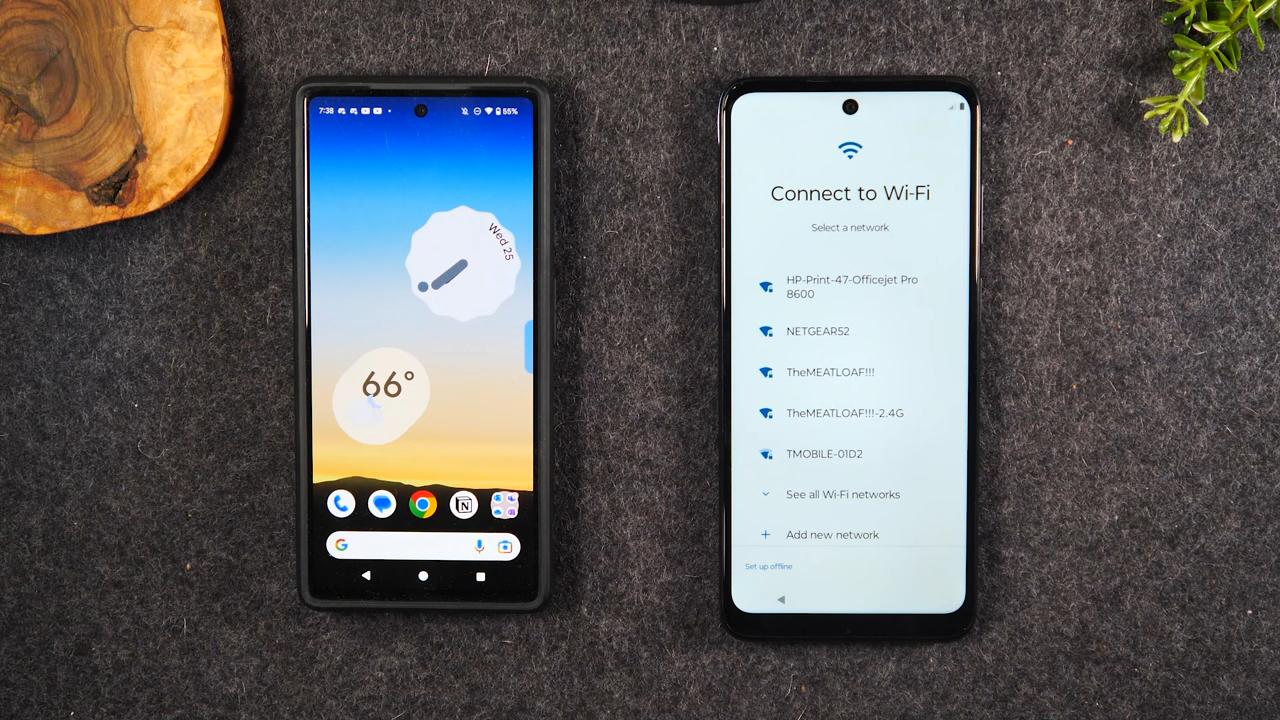 7:38
55%
Wed 25
66°
N
G
Connect to Wi-Fi
Select a network
HP-Print-47-Officejet Pro
8600
NETGEAR52
TheMEATLOAF!!!
TheMEATLOAF!!!-2.4G
TMOBILE-01D2
See all Wi-Fi networks
Add new network
Set up offline